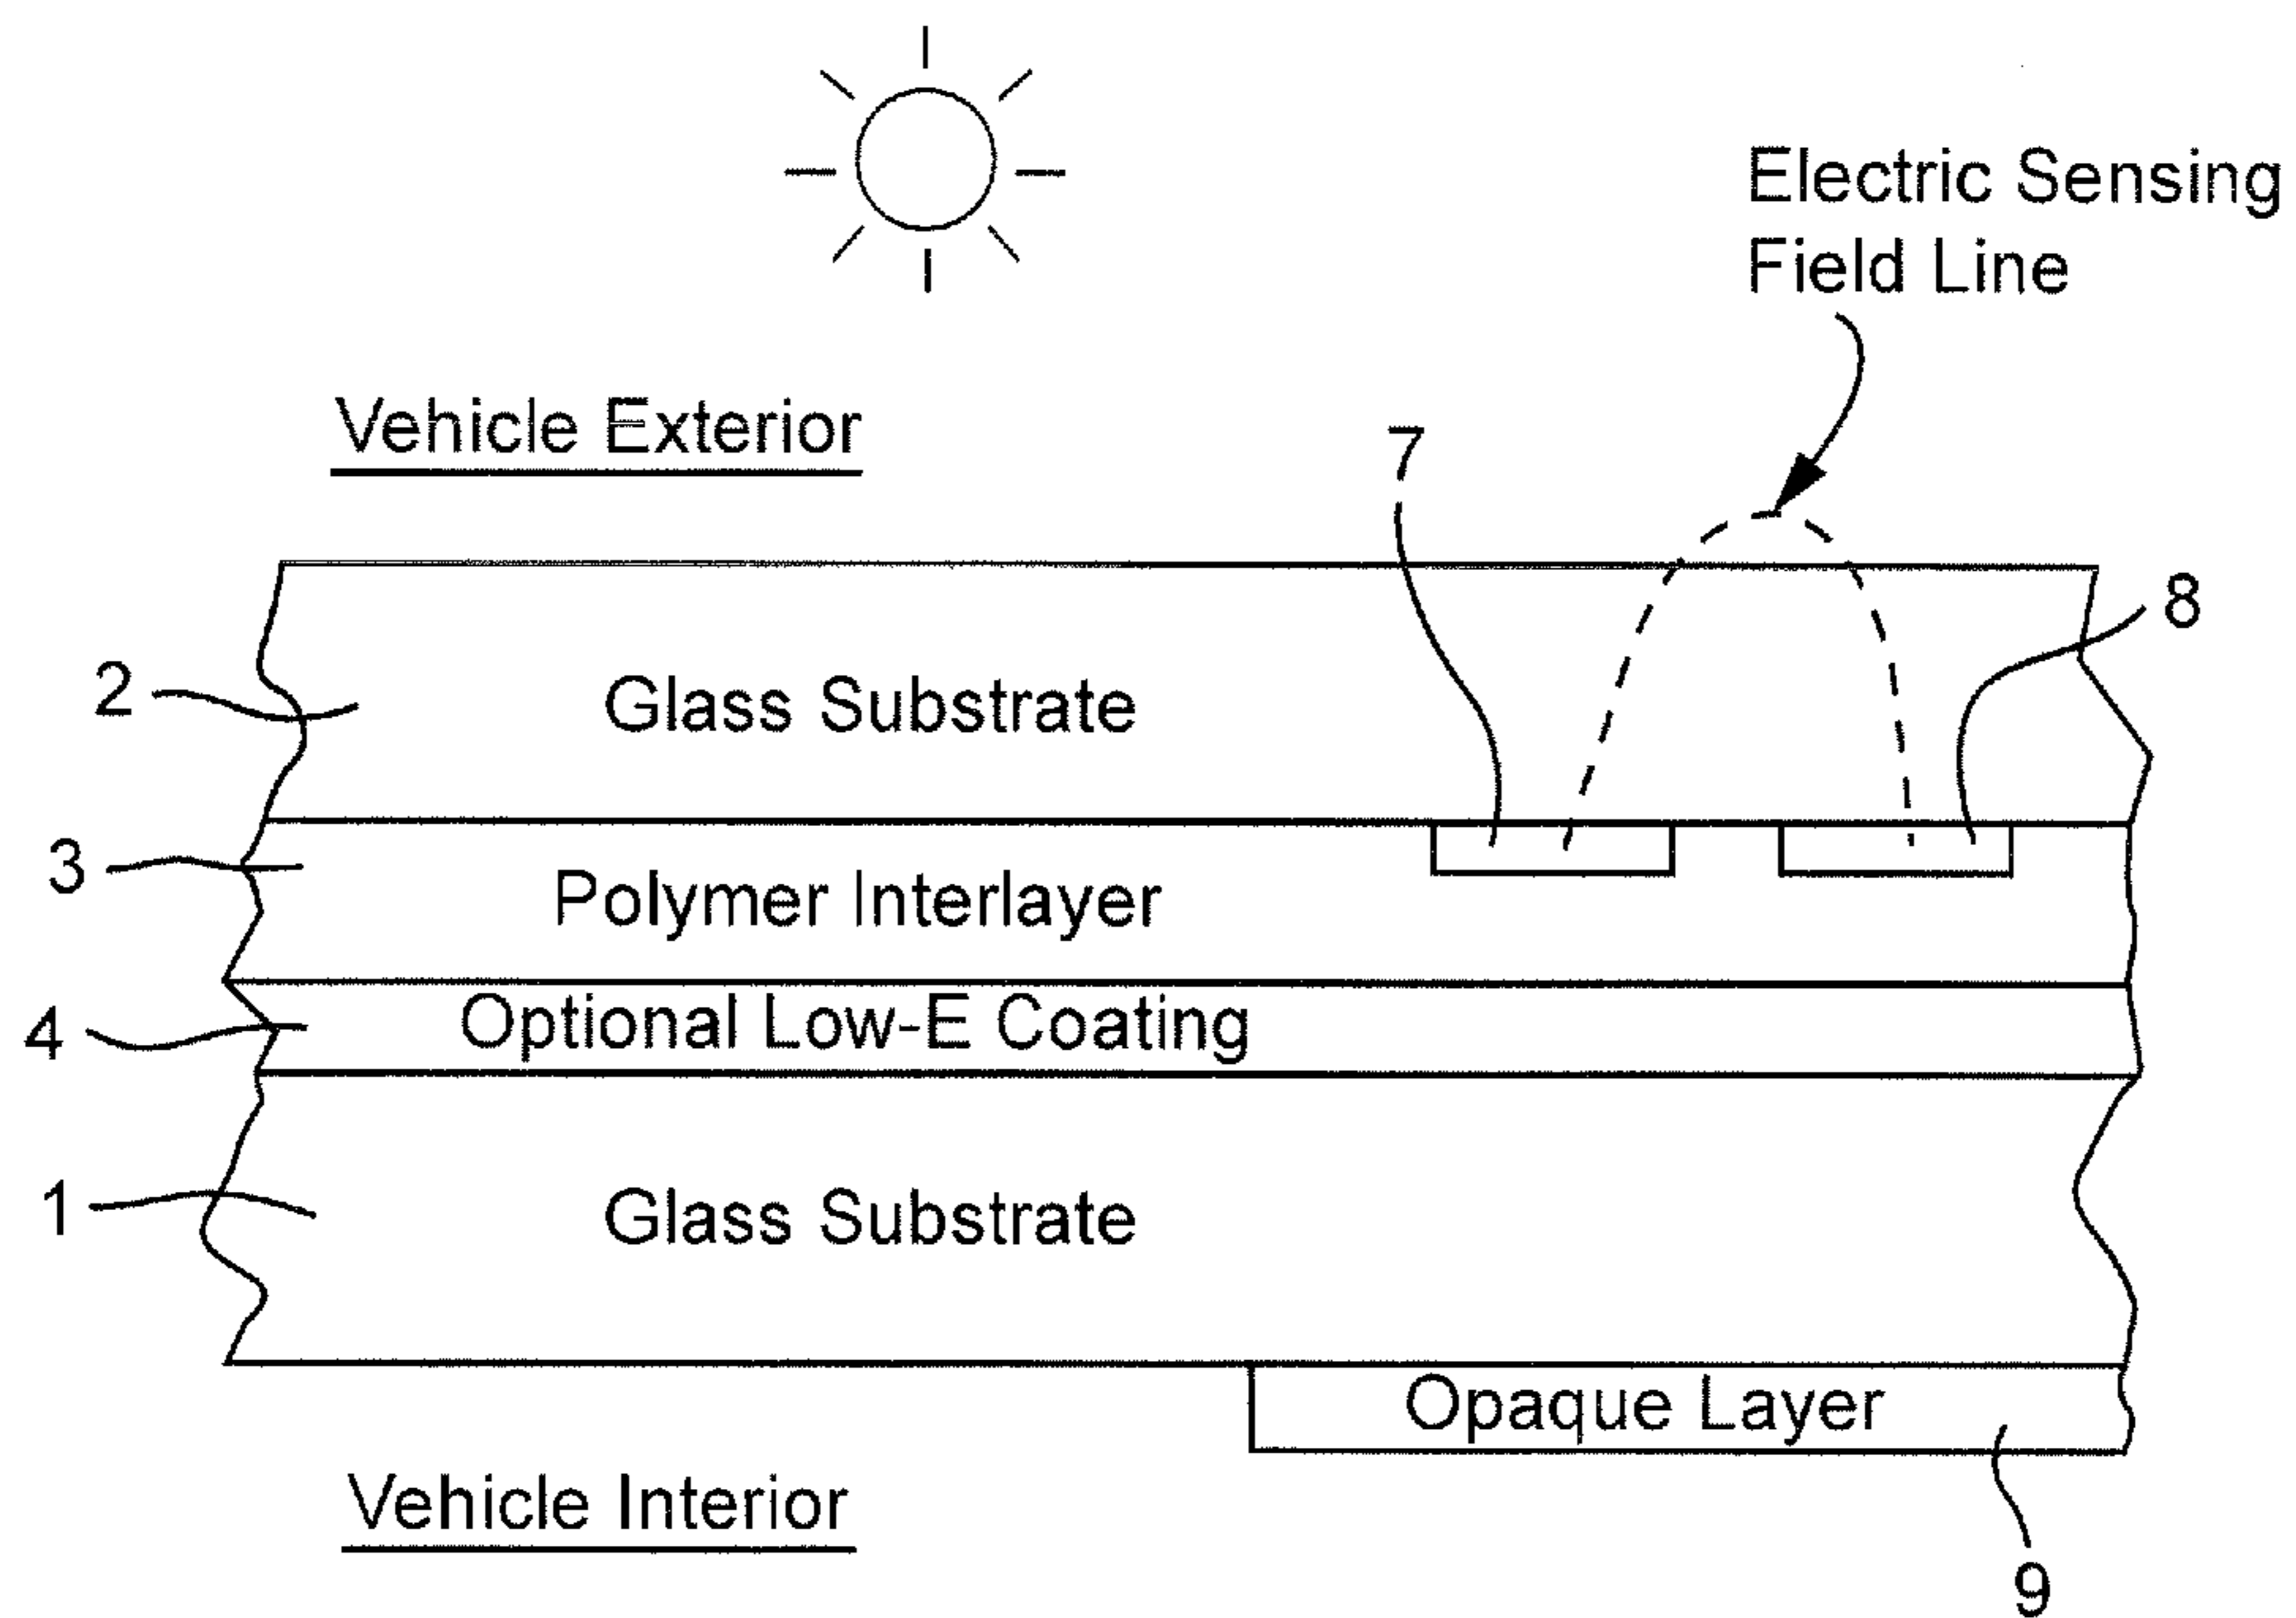 Electric Sensing
Field Line
Vehicle Exterior
7
8
2
Glass Substrate
3
Polymer Interlayer
4
Optional Low-E Coating
1
Glass Substrate
Opaque Layer
Vehicle Interior
9